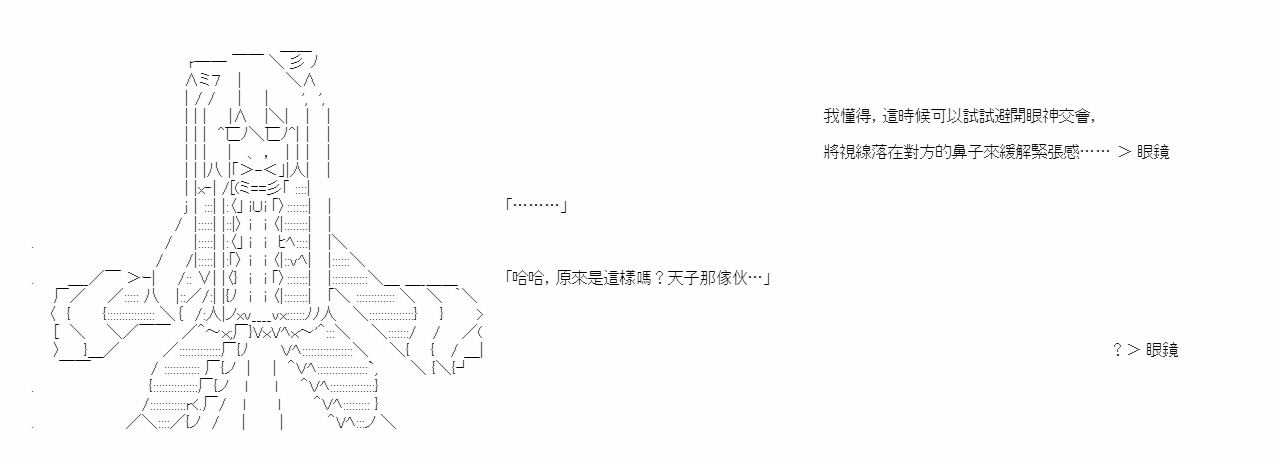 我懂得，這時候可以試試避開眼神交會，
將視線落在對方的鼻子來緩解緊張感…… ＞ 眼鏡
「………」
「哈哈，原來是這樣嗎？天子那傢伙…」
？＞ 眼鏡